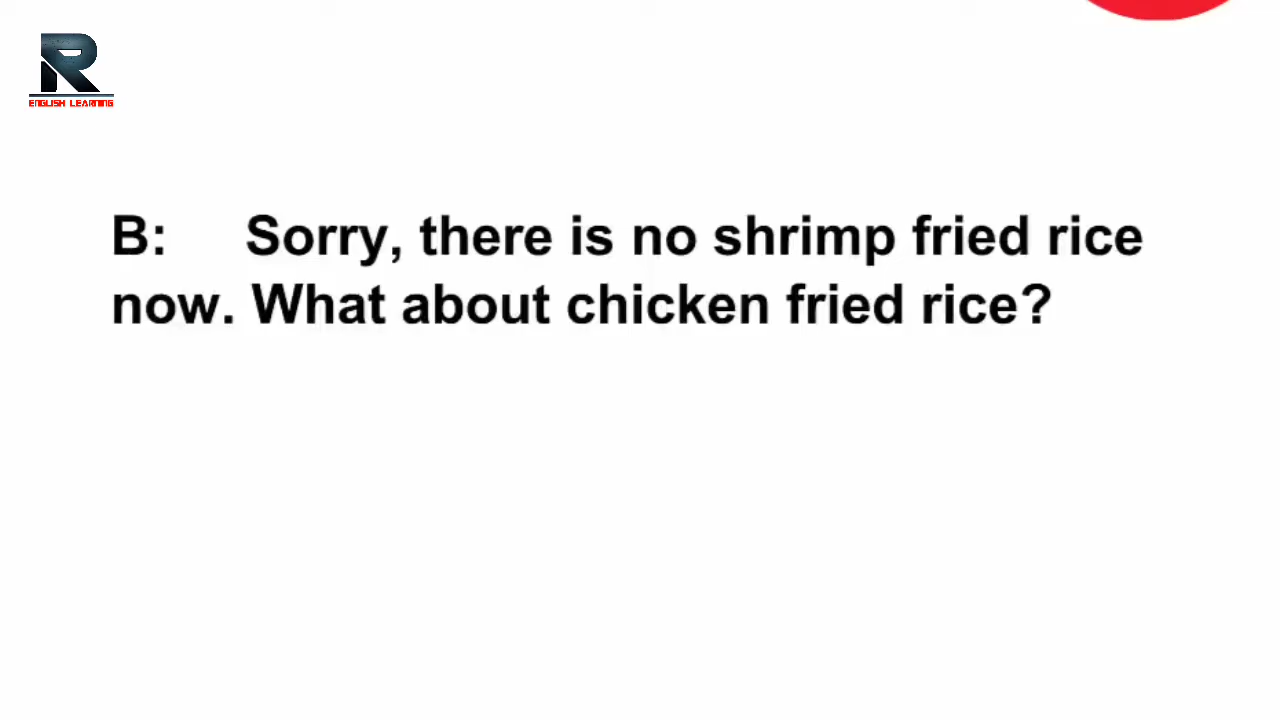 R
ENGLISH LEARNING
B: Sorry, there is no shrimp fried rice
now. What about chicken fried rice?